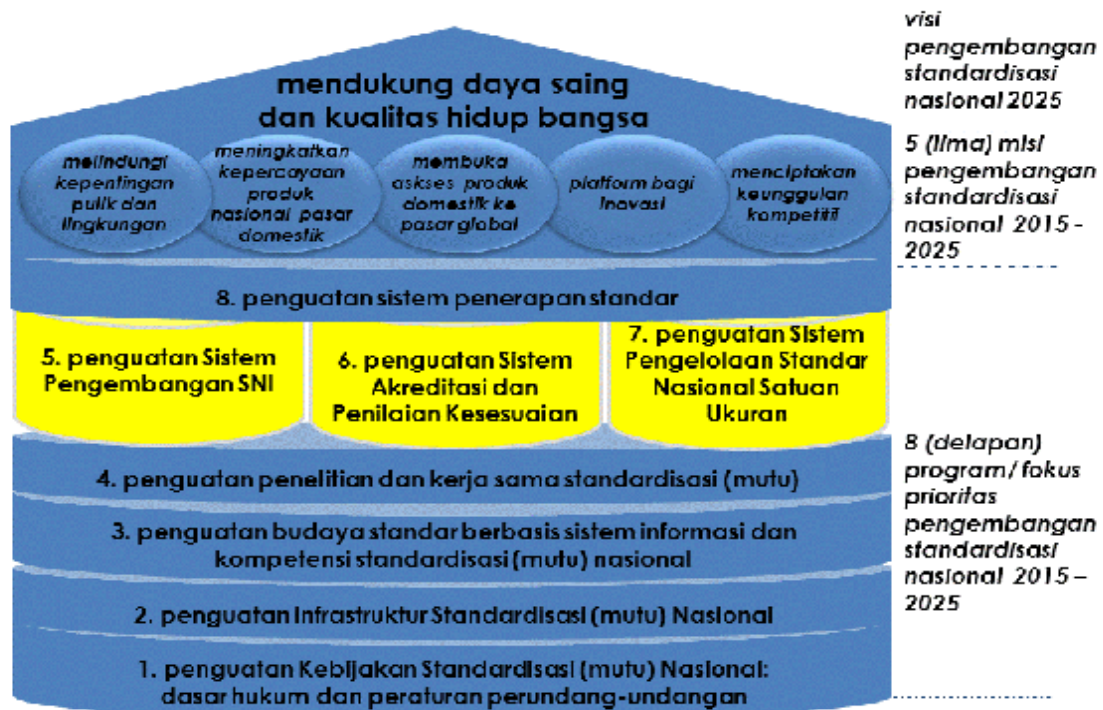 mendukung daya saing
dan kualitas hidup bangsa
melindungi
kepentingan
pulik dan
lingkungan
meningkatkan
kepercayaan
produk
nasional pasar
domestik
membuka
askses produk
domestik ke
pasar global
platform bagi
inovasi
menciptakan
keunggulan
kompetitif
8. penguatan sistem penerapan standar
5. penguatan Sistem
Pengembangan SNI
6. penguatan Sistem
Akreditasi dan
Penilaian Kesesuaian
7. penguatan Sistem
Pengelolaan Standar
Nasional Satuan
Ukuran
4. penguatan penelitian dan kerja sama standardisasi (mutu)
3. penguatan budaya standar berbasis sistem informasi dan
kompetensi standardisasi (mutu) nasional
2. penguatan Infrastruktur Standardisasi (mutu) Nasional
1. penguatan Kebijakan Standardisasi (mutu) Nasional:
dasar hukum dan peraturan perundang-undangan
visi
pengembangan
standardisasi
nasional 2025
5 (lima) misi
pengembangan
standardisasi
nasional 2015 -
2025
8 (delapan)
program/ fokus
prioritas
pengembangan
standardisasi
nasional 2015 –
2025